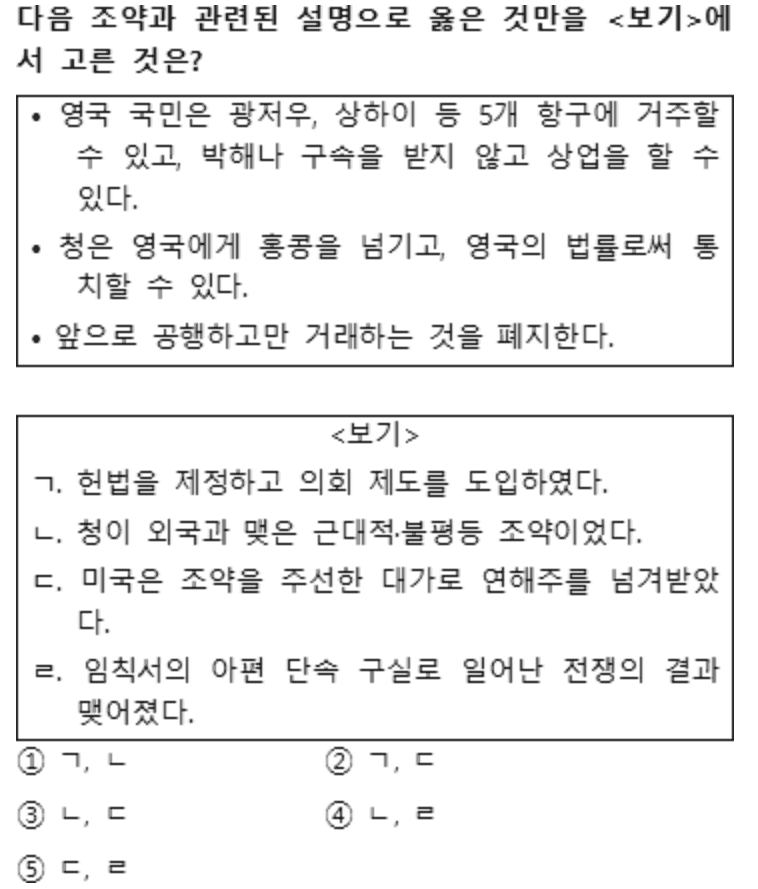 다음 조약과 관련된 설명으로 옳은 것만을 <보기>에
서 고른 것은?
• 영국 국민은 광저우, 상하이 등 5개 항구에 거주할
수 있고, 박해나 구속을 받지 않고 상업을 할 수
있다.
• 청은 영국에게 홍콩을 넘기고, 영국의 법률로써 통
치할 수 있다.
• 앞으로 공행하고만 거래하는 것을 폐지한다.
<보기>
ㄱ. 헌법을 제정하고 의회 제도를 도입하였다.
ㄴ. 청이 외국과 맺은 근대적·불평등 조약이었다.
ㄷ. 미국은 조약을 주선한 대가로 연해주를 넘겨받았
다.
ㄹ. 임칙서의 아편 단속 구실로 일어난 전쟁의 결과
맺어졌다.
① ㄱ, ㄴ ② ㄱ, ㄷ
③ ㄴ, ㄷ ④ ㄴ, ㄹ
⑤ ㄷ, ㄹ